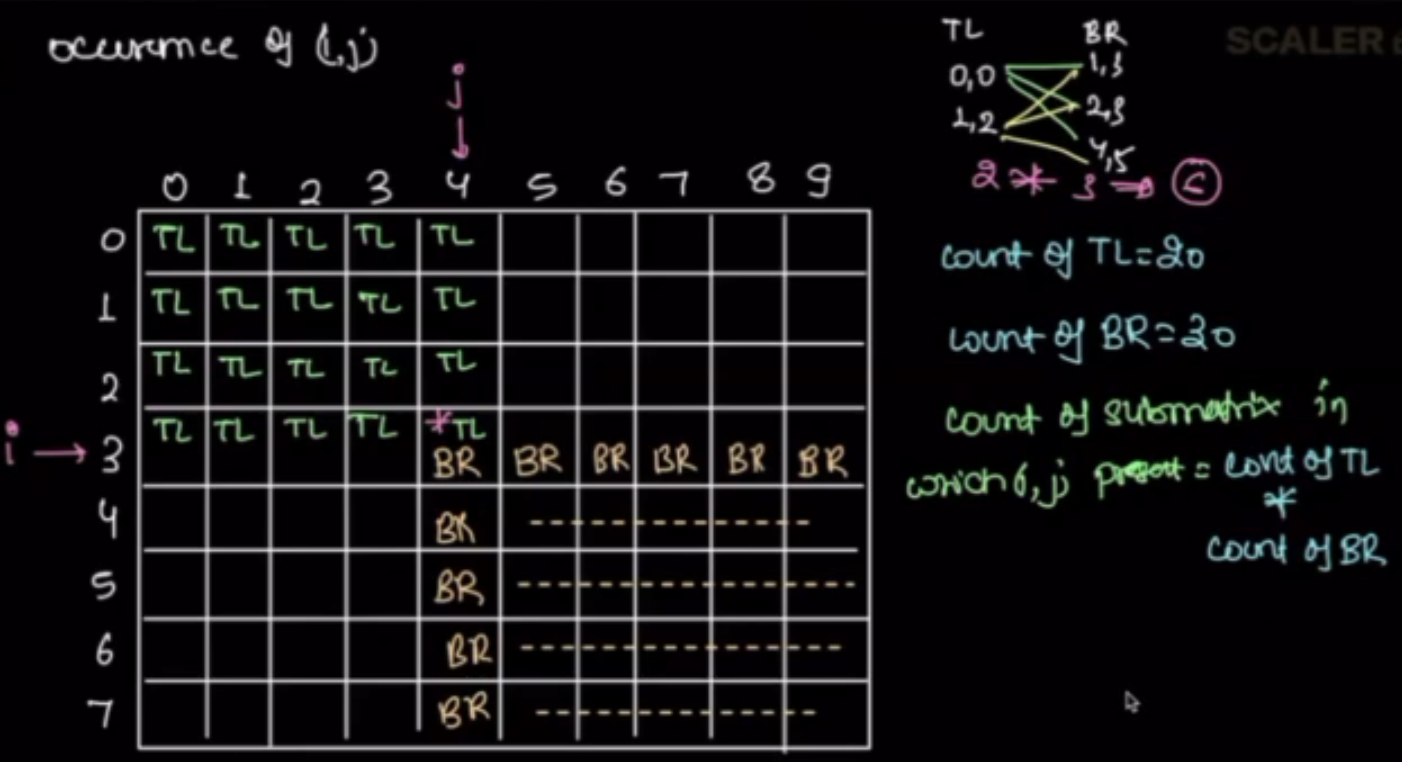 occurence of (i,j)
j
0 1 2 3 4 5 6 7 8 9
0 TL TL TL TL TL
1 TL TL TL TL TL
2 TL TL TL TL TL
i → 3 TL TL TL TL *TL
BR BR BR BR BR BR
4 BR
5 BR
6 BR
7 BR
TL BR
0,0 1,3
1,2 2,3
4,5
2 * 3 ⇒ 6
SCALER
count of TL=20
count of BR=30
count of submatrix in
which i,j present = cont of TL
*
count of BR